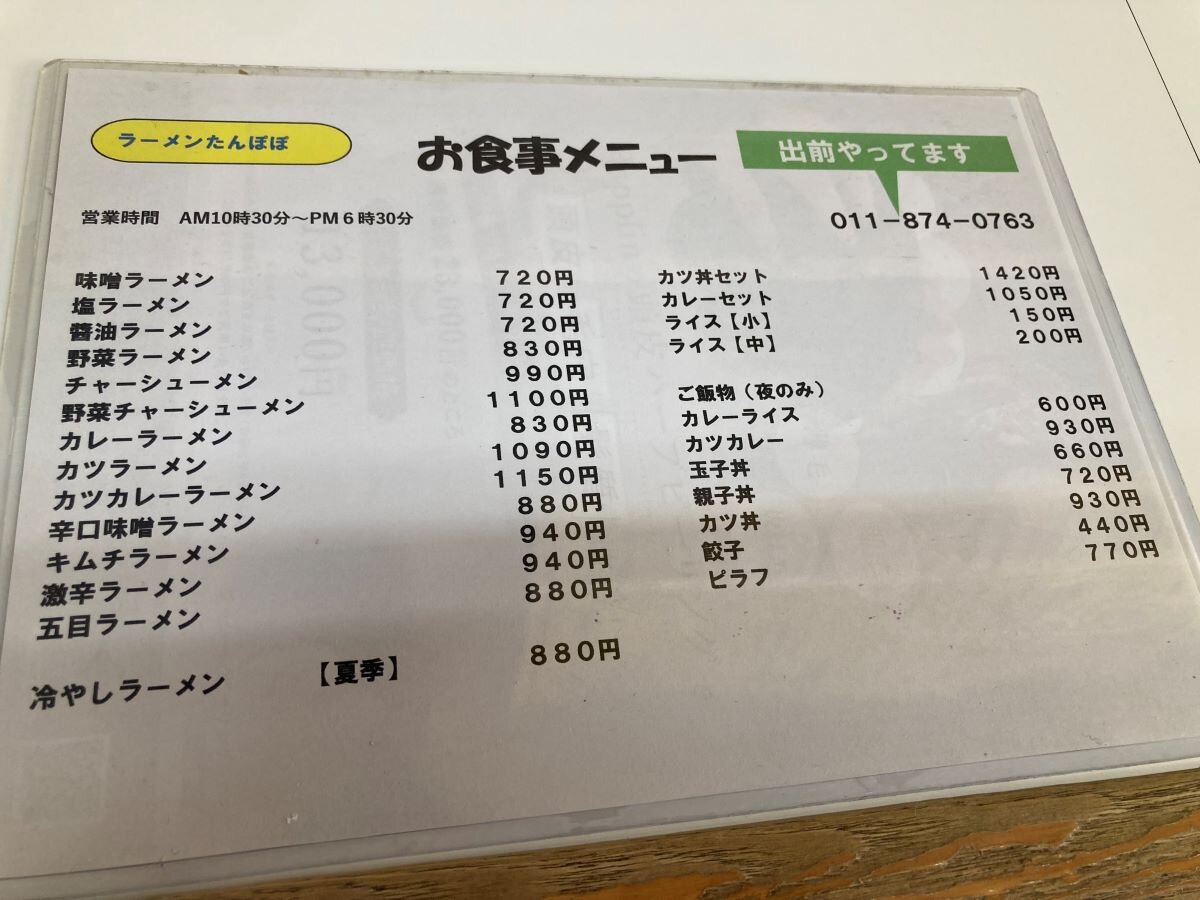 ラーメンたんぽぽ
お食事メニュー
出前やってます
営業時間 AM10時30分～PM6時30分
011-874-0763
味噌ラーメン 720円
塩ラーメン 720円
醬油ラーメン 720円
野菜ラーメン 830円
チャーシューメン 990円
野菜チャーシューメン 1100円
カレーラーメン 830円
カツラーメン 1090円
カツカレーラーメン 1150円
辛口味噌ラーメン 880円
キムチラーメン 940円
激辛ラーメン 940円
五目ラーメン 880円
冷やしラーメン 【夏季】 880円
カツ丼セット 1420円
カレーセット 1050円
ライス【小】 150円
ライス【中】 200円
ご飯物（夜のみ）
カレーライス 600円
カツカレー 930円
玉子丼 660円
親子丼 720円
カツ丼 930円
餃子 440円
ピラフ 770円